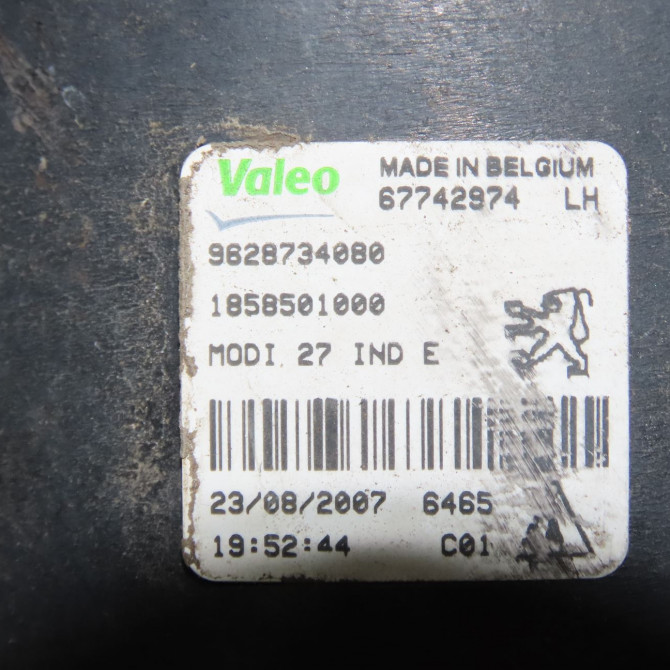 Valeo MADE IN BELGIUM
67742974 LH
9628734080
1858501000
MODI. 27 IND E
23/08/2007 6465
19:52:44 C01